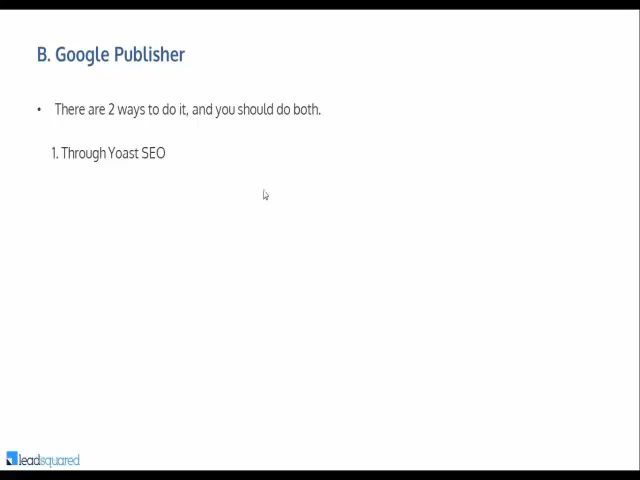 B. Google Publisher
• There are 2 ways to do it, and you should do both.
1. Through Yoast SEO
leadsquared